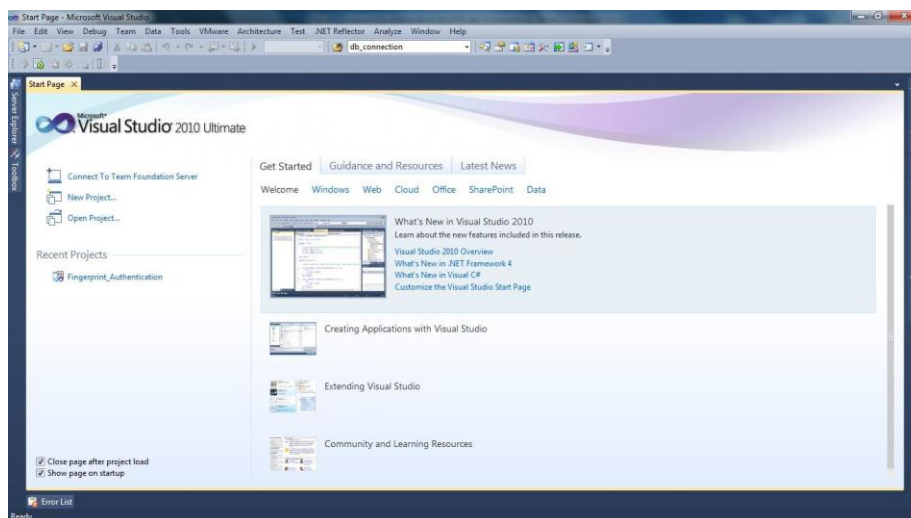 Start Page - Microsoft Visual Studio
File Edit View Debug Team Data Tools VMware Architecture Test .NET Reflector Analyze Window Help
db_connection
Start Page
Server Explorer
Toolbox
Microsoft
Visual Studio 2010 Ultimate
Connect To Team Foundation Server
New Project...
Open Project...
Recent Projects
Fingerprint_Authentication
Close page after project load
Show page on startup
Get Started Guidance and Resources Latest News
Welcome Windows Web Cloud Office SharePoint Data
What's New in Visual Studio 2010
Learn about the new features included in this release.
Visual Studio 2010 Overview
What's New in .NET Framework 4
What's New in Visual C#
Customize the Visual Studio Start Page
Creating Applications with Visual Studio
Extending Visual Studio
Community and Learning Resources
Error List
Ready